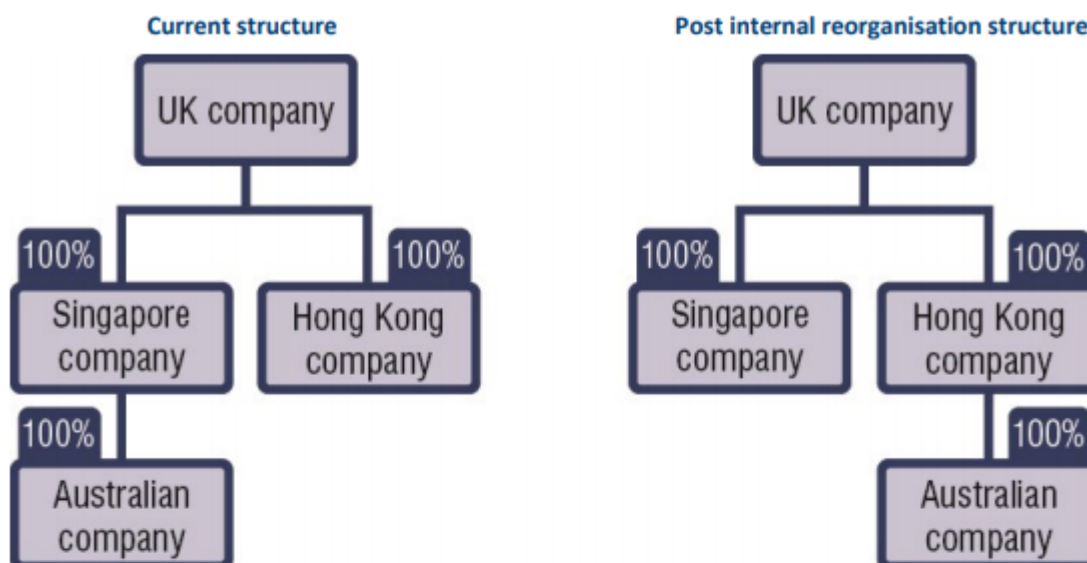 Current structure
UK company
100%
100%
Singapore
company
Hong Kong
company
100%
Australian
company
Post internal reorganisation structure
UK company
100%
100%
Singapore
company
Hong Kong
company
100%
Australian
company